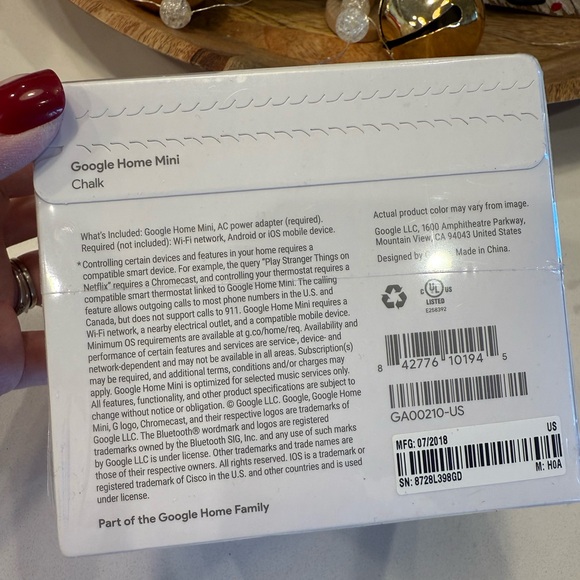 Google Home Mini
Chalk
What's Included: Google Home Mini, AC power adapter (required).
Required (not included): Wi-Fi network, Android or iOS mobile device.
*Controlling certain devices and features in your home requires a
compatible smart device. For example, the query "Play Stranger Things on
Netflix" requires a Chromecast, and controlling your thermostat requires a
compatible smart thermostat linked to Google Home Mini. The calling
feature allows outgoing calls to most phone numbers in the U.S. and
Canada, but does not support calls to 911. Google Home Mini requires a
Wi-Fi network, a nearby electrical outlet, and a compatible mobile device.
Minimum OS requirements are available at g.co/home/req. Availability and
performance of certain features and services are service-, device- and
network-dependent and may not be available in all areas. Subscription(s)
may be required, and additional terms, conditions and/or charges may
apply. Google Home Mini is optimized for selected music services only.
All features, functionality, and other product specifications are subject to
change without notice or obligation. © Google LLC. Google, Google Home
Mini, G logo, Chromecast, and their respective logos are trademarks of
Google LLC. The Bluetooth® wordmark and logos are registered
trademarks owned by the Bluetooth SIG, Inc. and any use of such marks
by Google LLC is under license. Other trademarks and trade names are
those of their respective owners. All rights reserved. IOS is a trademark or
registered trademark of Cisco in the U.S. and other countries and is used
under license.
Part of the Google Home Family
Actual product color may vary from image.
Google LLC, 1600 Amphitheatre Parkway,
Mountain View, CA 94043 United States
Designed by Made in China.
C UL US
LISTED
E258392
8 42776 10194 5
GA00210-US
MFG: 07/2018 US
SN: 8728L398GD M: H0A